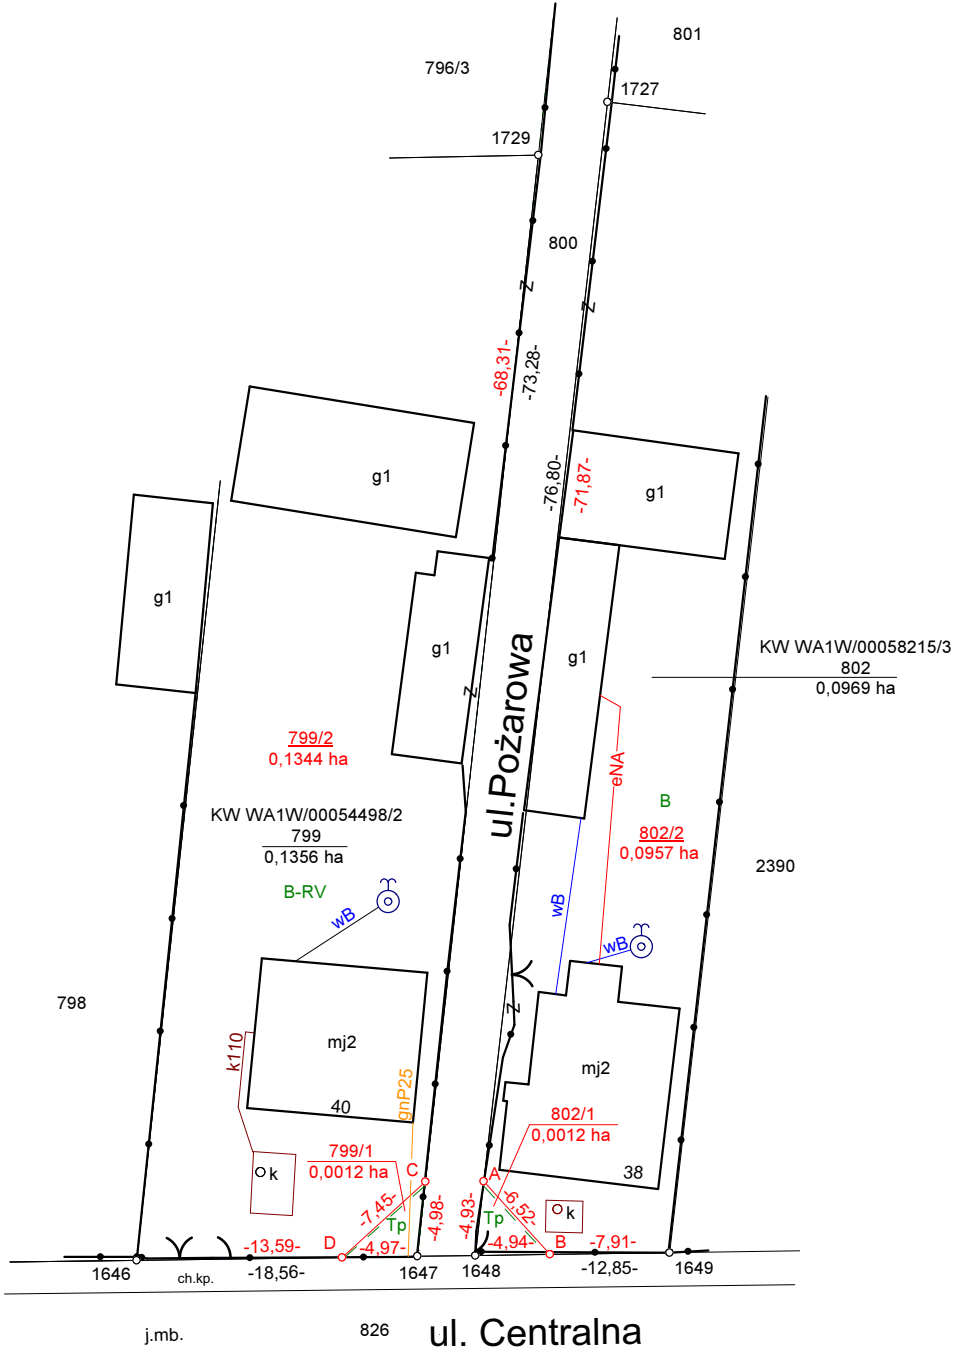 801
796/3
1727
1729
800
Z
Z
-68,31-
-73,28-
-76,80-
-71,87-
g1
g1
g1
g1
g1
Z
ul.Pożarowa
KW WA1W/00058215/3
802
0,0969 ha
799/2
0,1344 ha
eNA
B
802/2
0,0957 ha
KW WA1W/00054498/2
799
0,1356 ha
2390
B-RV
wB
wB
wB
798
Z
k110
mj2
mj2
40
gnP25
802/1
0,0012 ha
799/1
0,0012 ha
38
k
C
A
-7,45-
-4,98-
-4,93-
-6,52-
k
Tp
Tp
D
B
-13,59-
-4,97-
-4,94-
-7,91-
1646
ch.kp.
-18,56-
1647
1648
-12,85-
1649
j.mb.
826
ul. Centralna